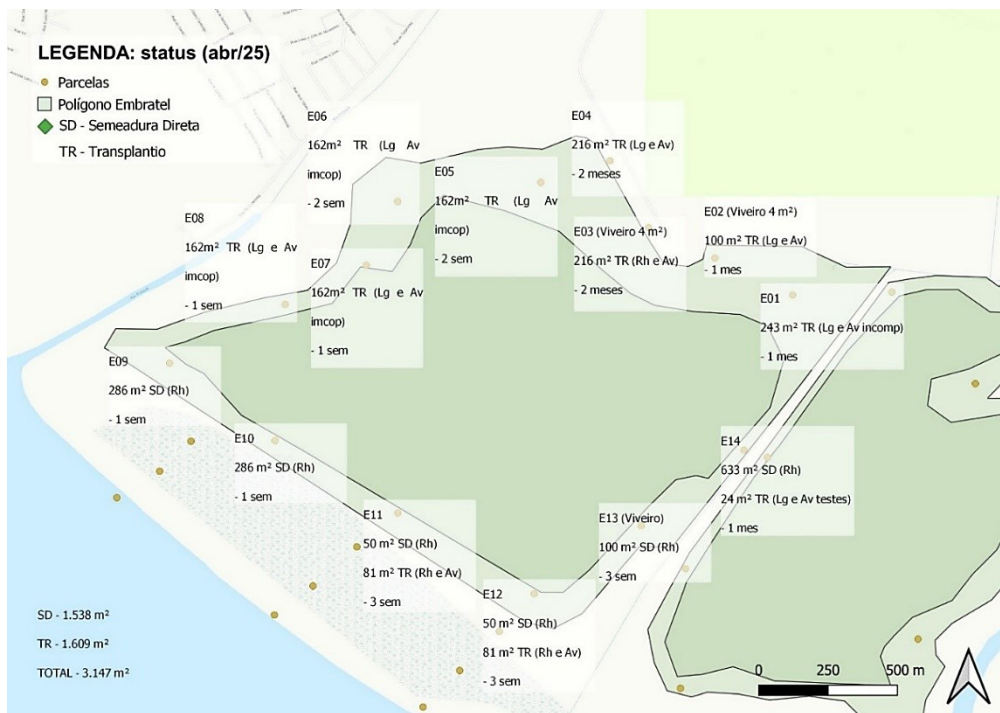 LEGENDA: status (abr/25)
Parcelas
Polígono Embratel
SD - Semeadura Direta
TR - Transplantio
E06
162m² TR (Lg Av
imcop)
- 2 sem
E04
216 m² TR (Lg e Av)
- 2 meses
E05
162m² TR (Lg Av
imcop)
- 2 sem
E08
162m² TR (Lg e Av
imcop)
- 1 sem
E07
162m² TR (Lg e Av
imcop)
- 1 sem
E03 (Viveiro 4 m²)
216 m² TR (Rh e Av)
- 2 meses
E02 (Viveiro 4 m²)
100 m² TR (Lg e Av)
- 1 mes
E01
243 m² TR (Lg e Av incomp)
- 1 mes
E09
286 m² SD (Rh)
- 1 sem
E10
286 m² SD (Rh)
- 1 sem
E11
50 m² SD (Rh)
81 m² TR (Rh e Av)
- 3 sem
E12
50 m² SD (Rh)
81 m² TR (Rh e Av)
- 3 sem
E13 (Viveiro)
100 m² SD (Rh)
- 3 sem
E14
633 m² SD (Rh)
24 m² TR (Lg e Av testes)
- 1 mes
SD - 1.538 m²
TR - 1.609 m²
TOTAL - 3.147 m²
0 250 500 m